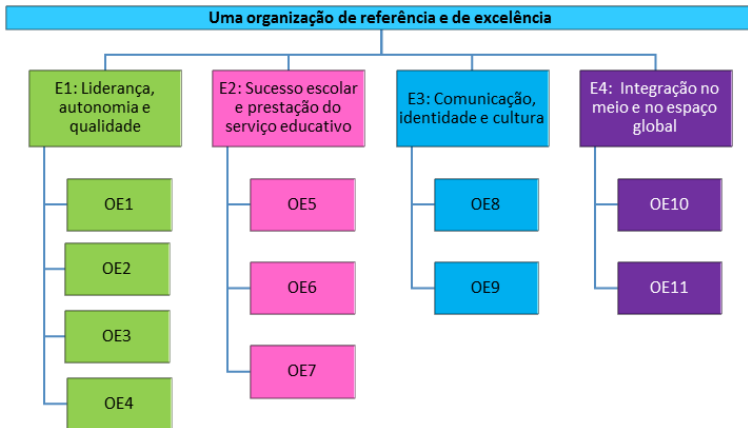 Uma organização de referência e de excelência
E1: Liderança,
autonomia e
qualidade
OE1
OE2
OE3
OE4
E2: Sucesso escolar
e prestação do
serviço educativo
OE5
OE6
OE7
E3: Comunicação,
identidade e cultura
OE8
OE9
E4: Integração no
meio e no espaço
global
OE10
OE11